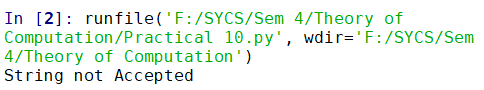 In [2]: runfile('F:/SYCS/Sem 4/Theory of
Computation/Practical 10.py', wdir='F:/SYCS/Sem
4/Theory of Computation')
String not Accepted